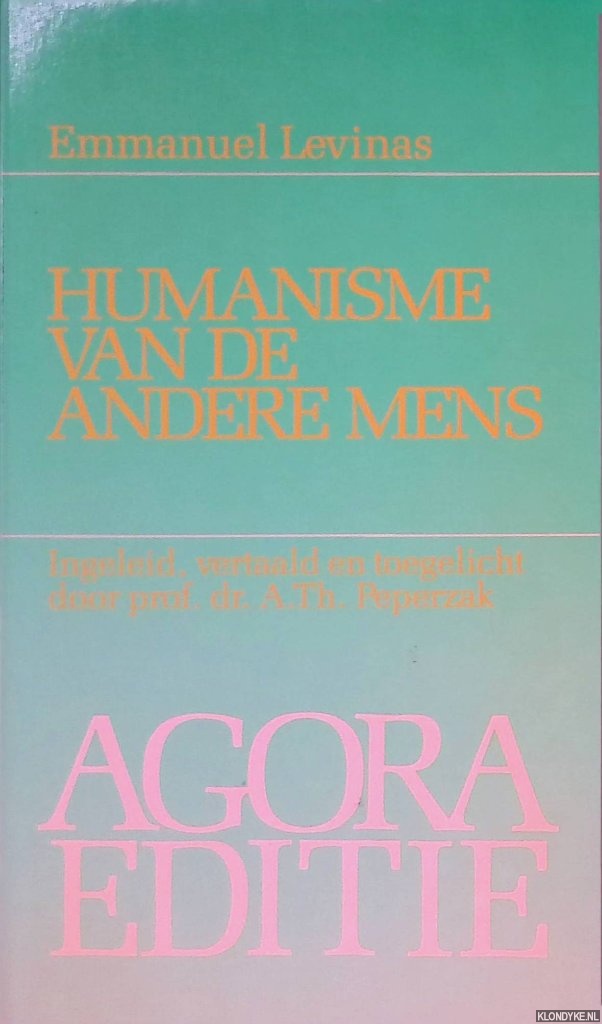 Emmanuel Levinas
HUMANISME
VAN DE
ANDERE MENS
Ingeleid, vertaald en toegelicht
door prof. dr. A.Th. Peperzak
AGORA
EDITIE
KLONDYKE.NL